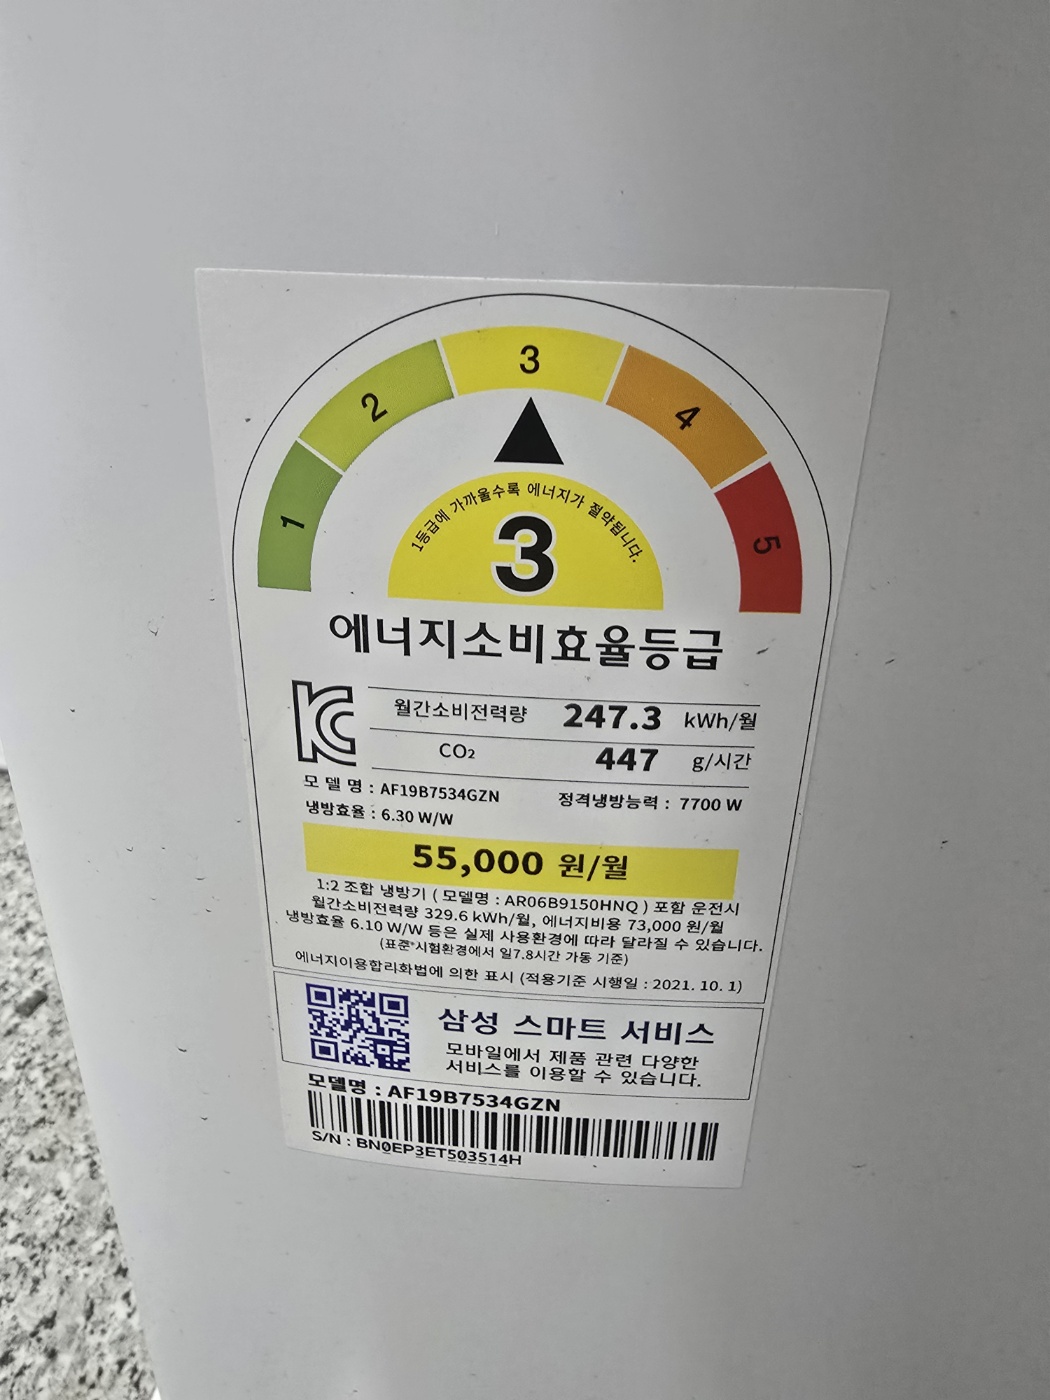 1
2
3
4
5
1등급에 가까울수록 에너지가 절약됩니다.
3
에너지소비효율등급
월간소비전력량 247.3 kWh/월
CO₂ 447 g/시간
모 델 명 : AF19B7534GZN 정격냉방능력 : 7700 W
냉방효율 : 6.30 W/W
55,000 원/월
1:2 조합 냉방기 ( 모델명 : AR06B9150HNQ ) 포함 운전시
월간소비전력량 329.6 kWh/월, 에너지비용 73,000 원/월
냉방효율 6.10 W/W 등은 실제 사용환경에 따라 달라질 수 있습니다.
(표준*시험환경에서 일7.8시간 가동 기준)
에너지이용합리화법에 의한 표시 (적용기준 시행일 : 2021. 10. 1)
삼성 스마트 서비스
모바일에서 제품 관련 다양한
서비스를 이용할 수 있습니다.
모델명 : AF19B7534GZN
S/N : BN0EP3ET503514H